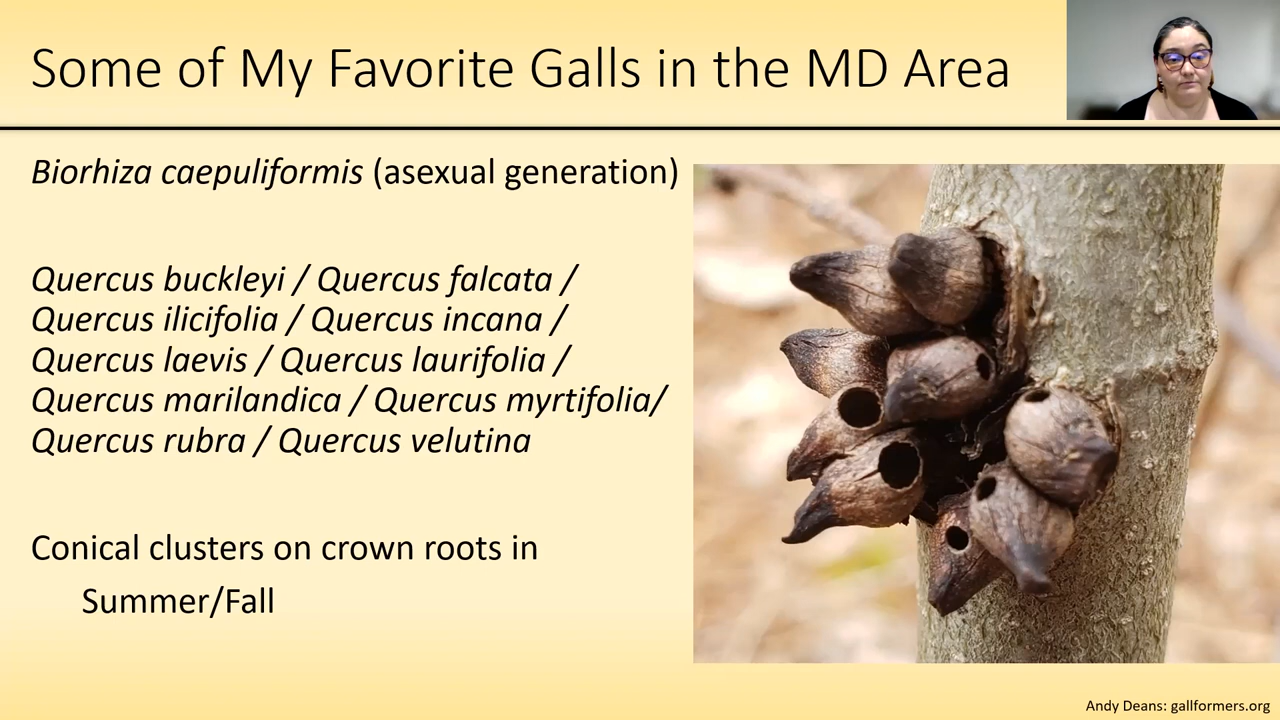 Some of My Favorite Galls in the MD Area
Biorhiza caepuliformis (asexual generation)
Quercus buckleyi / Quercus falcata /
Quercus ilicifolia / Quercus incana /
Quercus laevis / Quercus laurifolia /
Quercus marilandica / Quercus myrtifolia/
Quercus rubra / Quercus velutina
Conical clusters on crown roots in
Summer/Fall
Andy Deans: gallformers.org